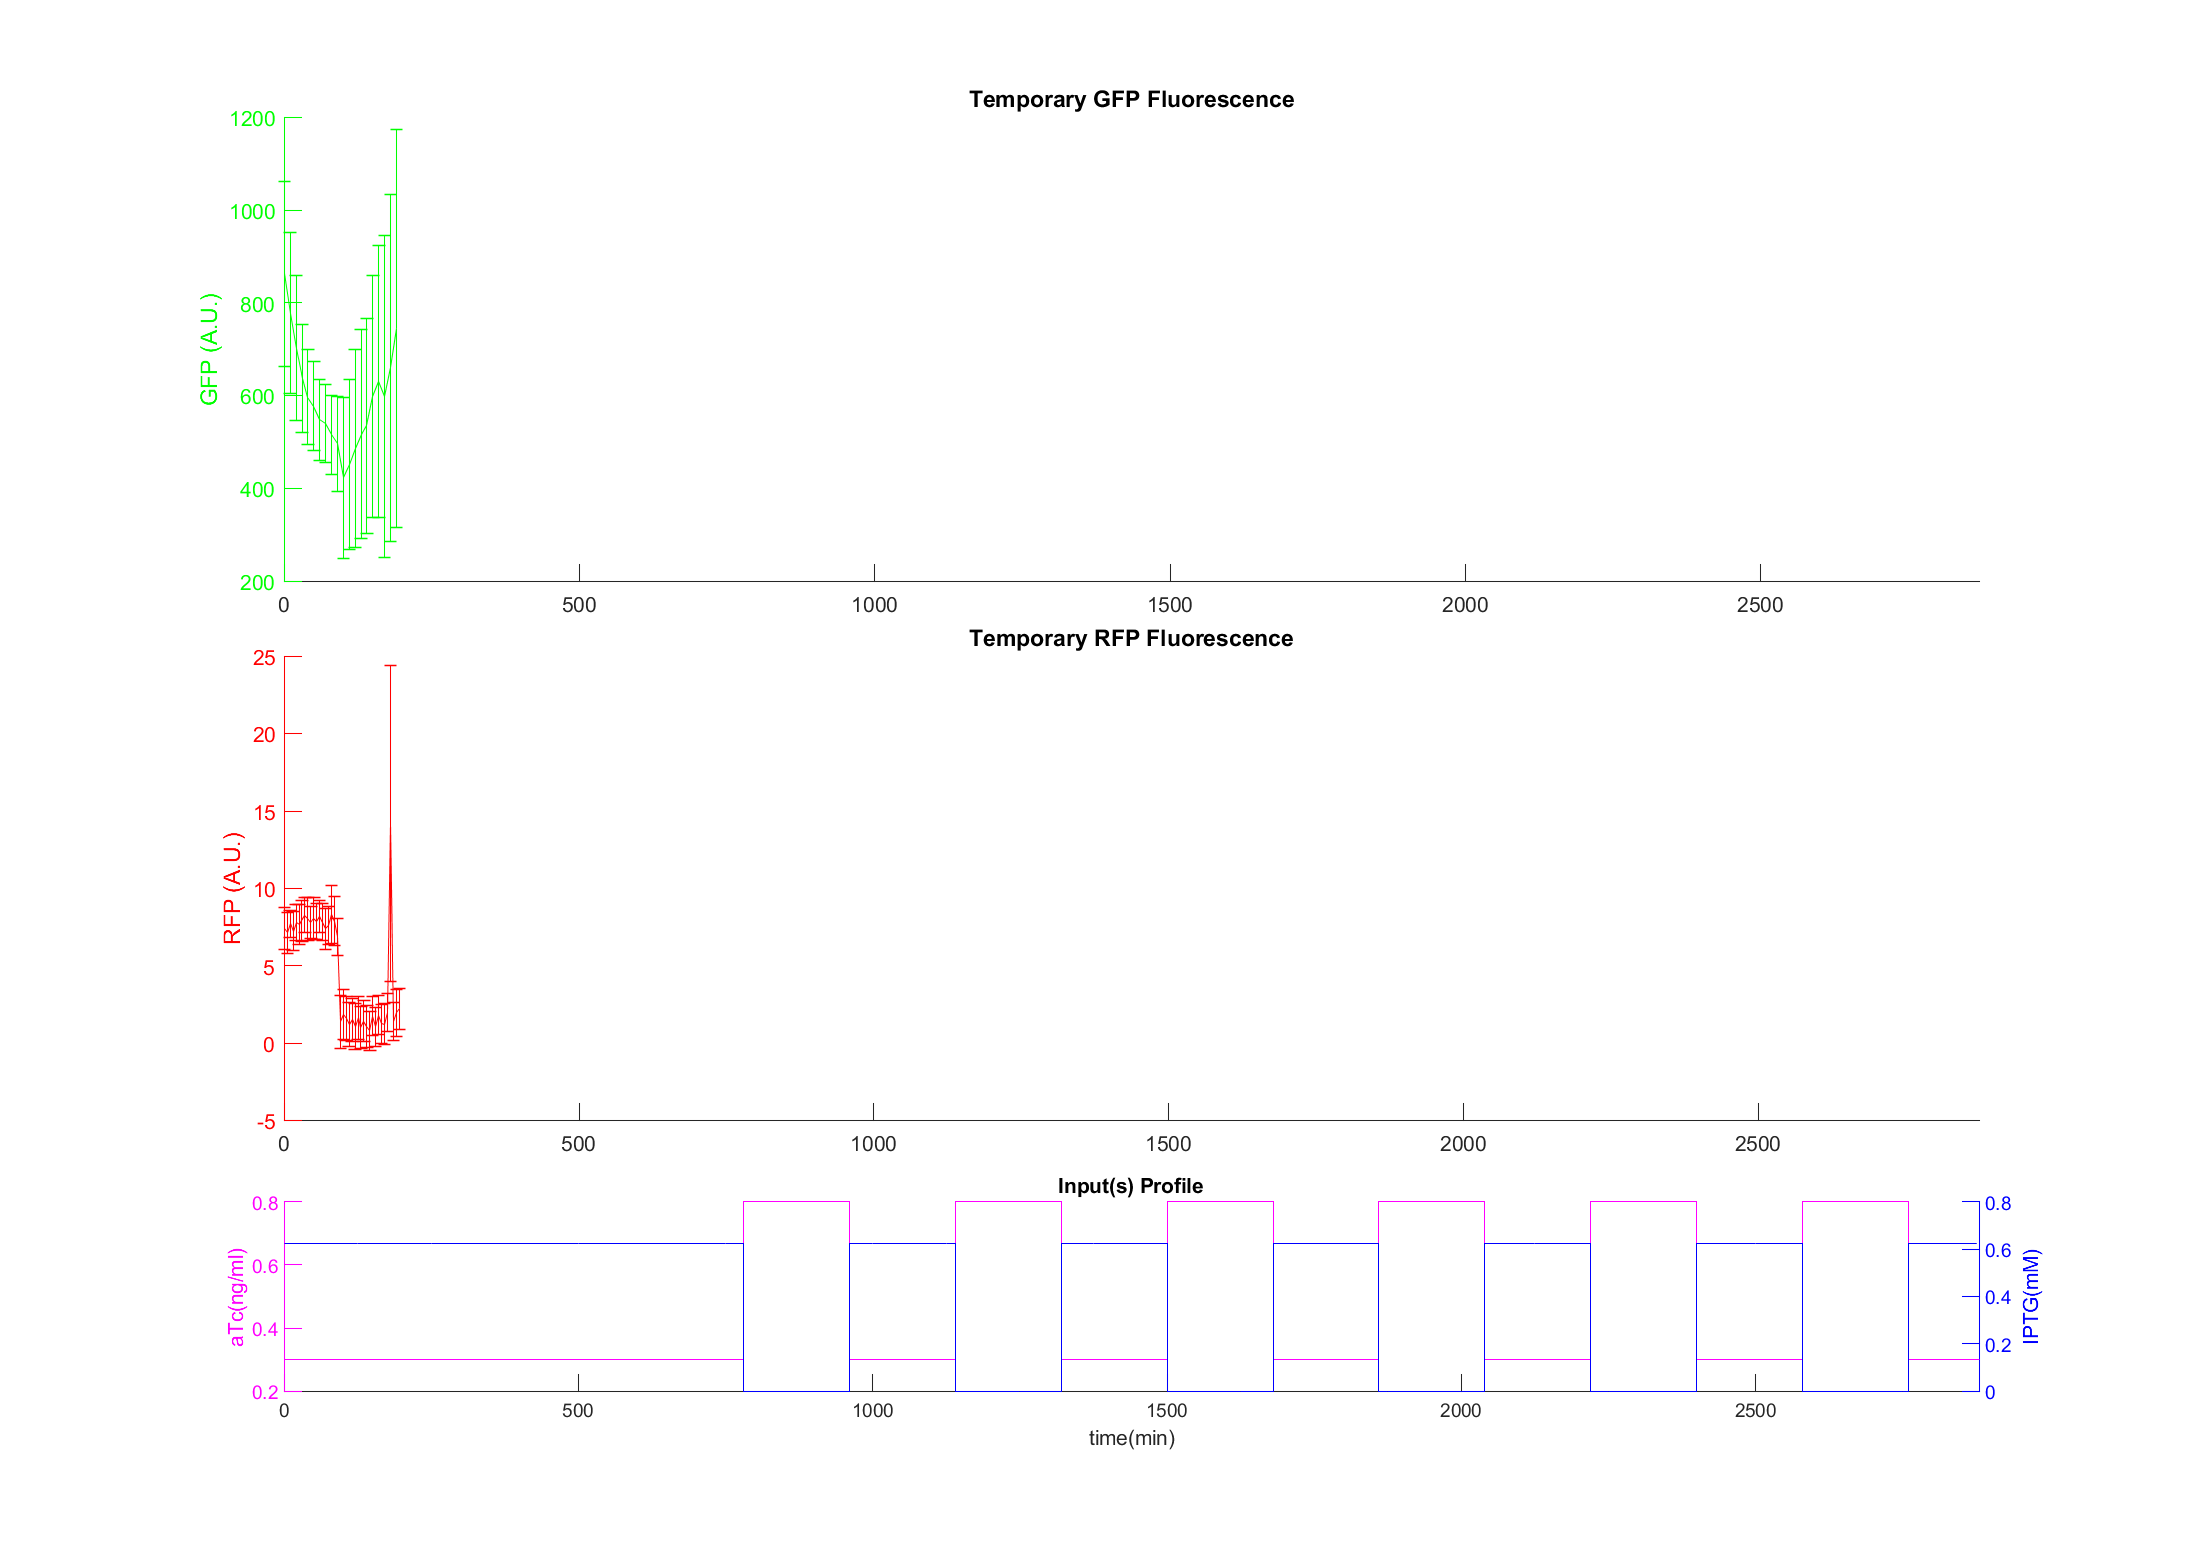 Temporary GFP Fluorescence
1200
1000
800
600
400
200
GFP (A.U.)
0 500 1000 1500 2000 2500
Temporary RFP Fluorescence
25
20
15
10
5
0
-5
RFP (A.U.)
0 500 1000 1500 2000 2500
Input(s) Profile
0.8
0.6
0.4
0.2
aTc(ng/ml)
0.8
0.6
0.4
0.2
0
IPTG(mM)
0 500 1000 1500 2000 2500
time(min)